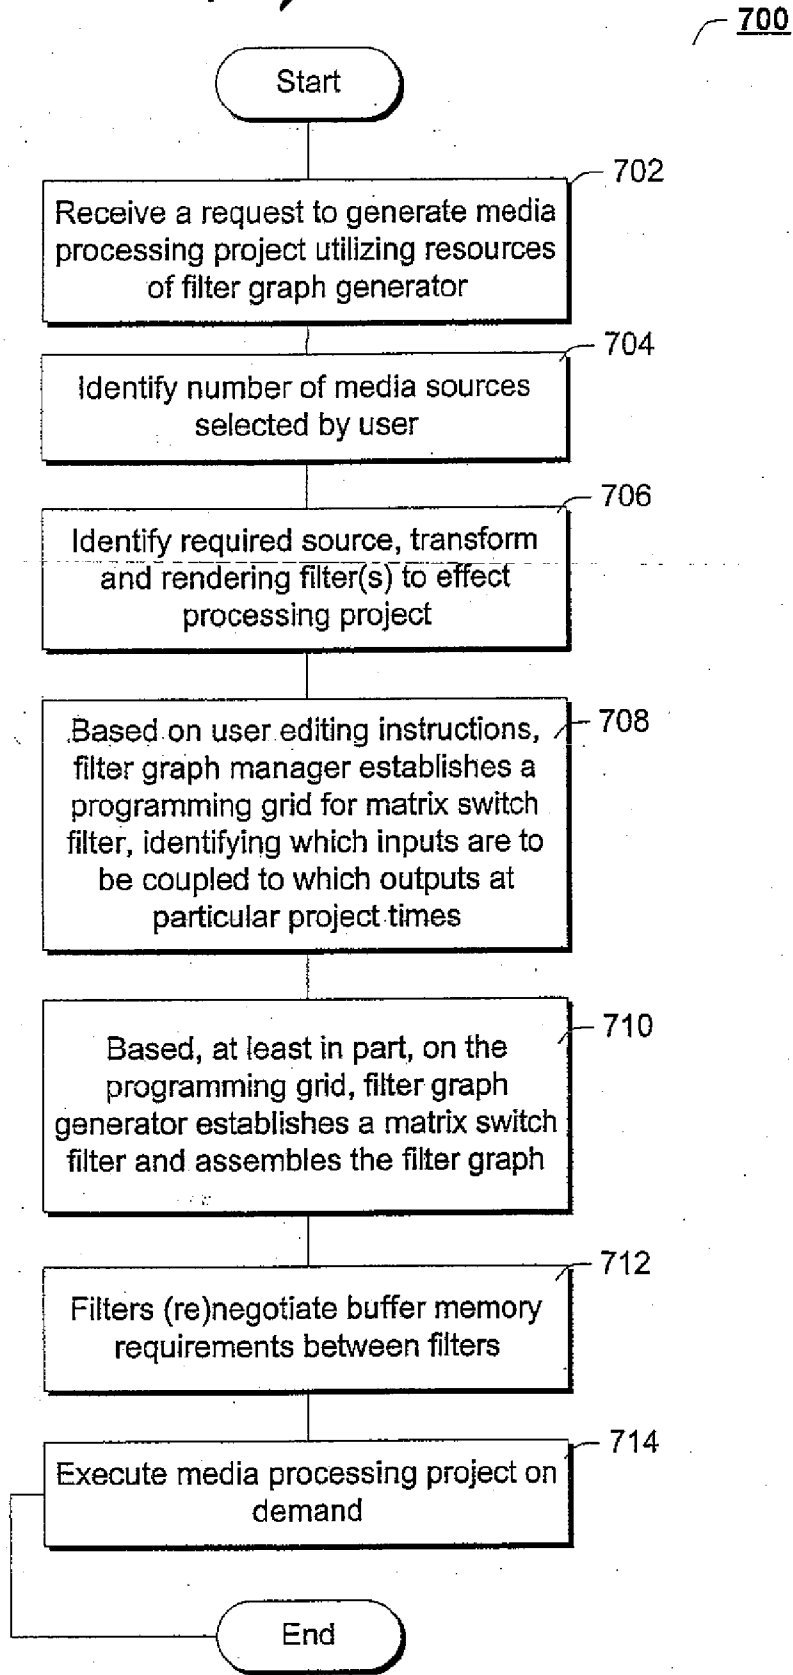 700
Start
702
Receive a request to generate media
processing project utilizing resources
of filter graph generator
704
Identify number of media sources
selected by user
706
Identify required source, transform
and rendering filter(s) to effect
processing project
708
Based on user editing instructions,
filter graph manager establishes a
programming grid for matrix switch
filter, identifying which inputs are to
be coupled to which outputs at
particular project times
710
Based, at least in part, on the
programming grid, filter graph
generator establishes a matrix switch
filter and assembles the filter graph
712
Filters (re)negotiate buffer memory
requirements between filters
714
Execute media processing project on
demand
End